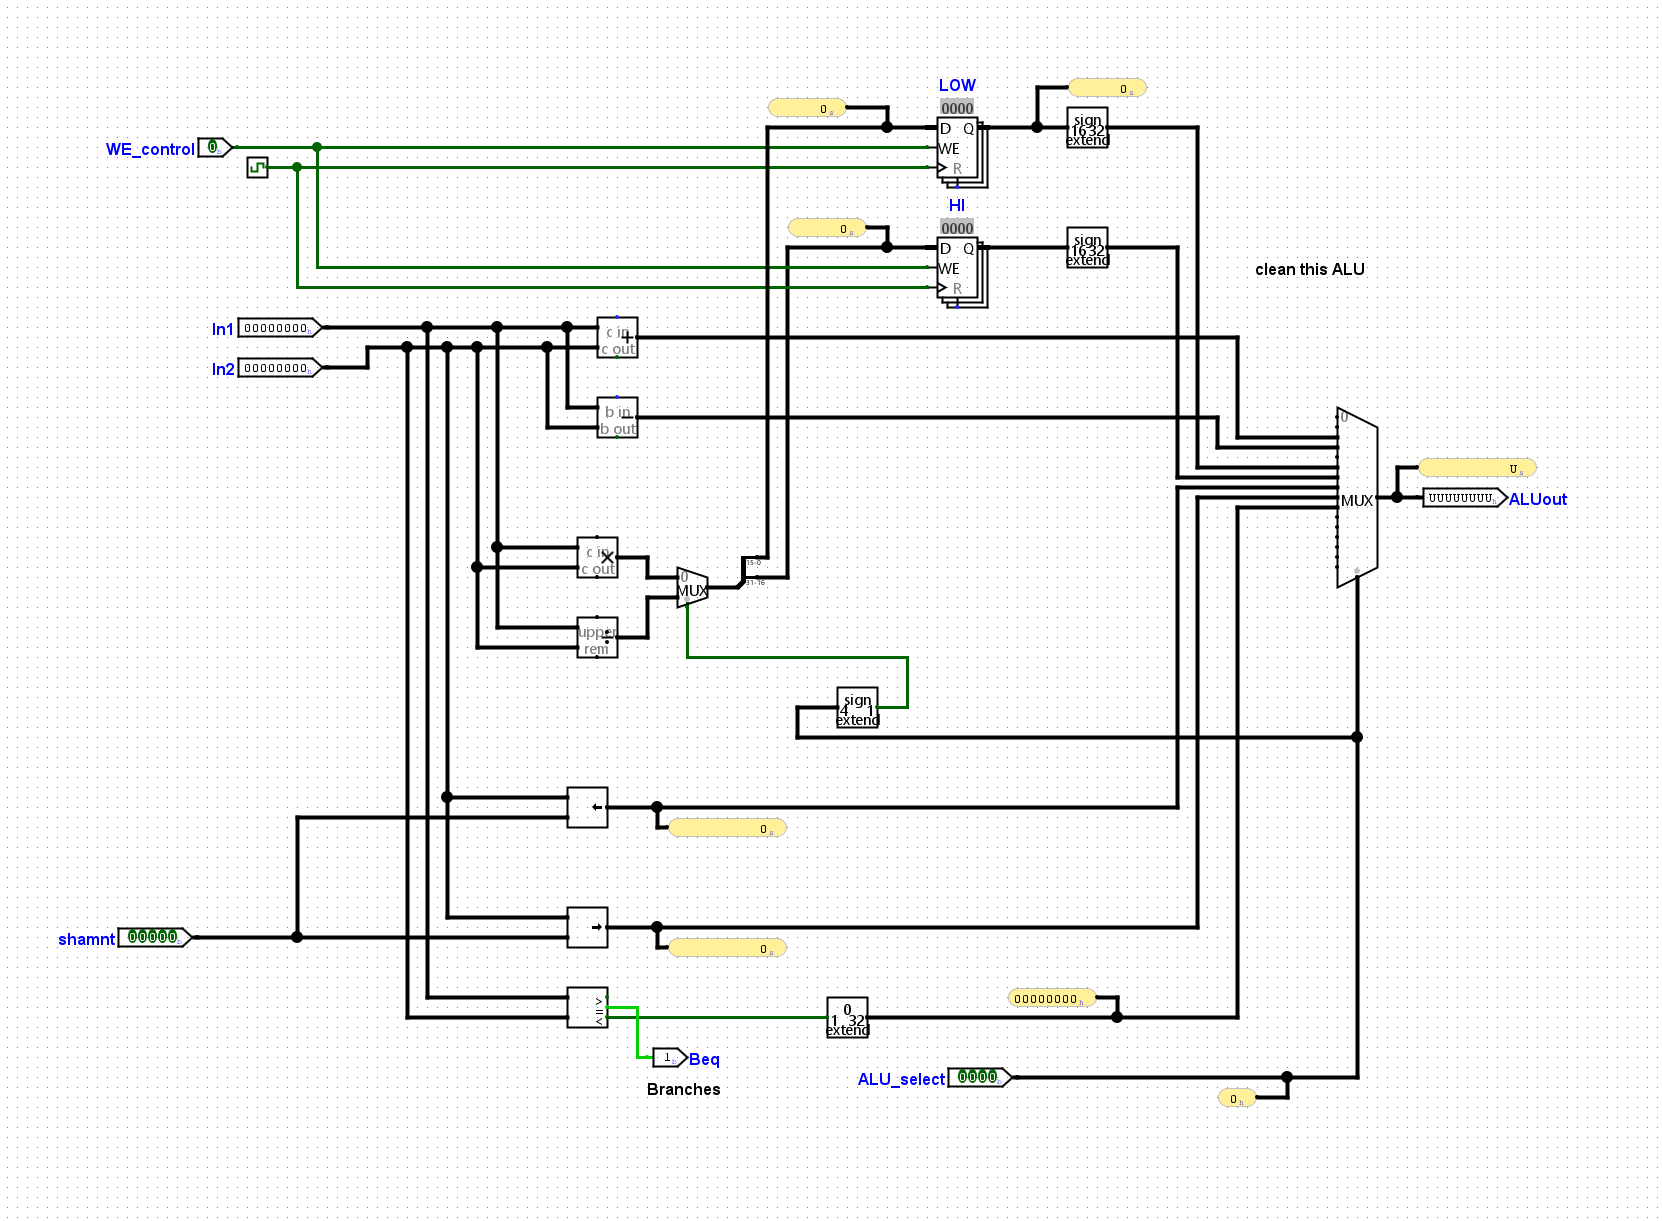 LOW
0 s
0 s
0000
D Q
WE
R
sign
16 32
extend
WE_control 0 b
HI
0 s
0000
D Q
WE
R
sign
16 32
extend
clean this ALU
In1 00000000 h
In2 00000000 h
c in
+
c out
b in
−
b out
0
MUX
U s
UUUUUUUU h ALUout
c in
×
c out
15-0
31-16
0
MUX
upper
÷
rem
sign
4 1
extend
←
0 s
→
shamnt 00000 b
0 s
>
=
<
0
1 32
extend
00000000 h
1 b Beq
Branches
ALU_select 0000 b
0 h